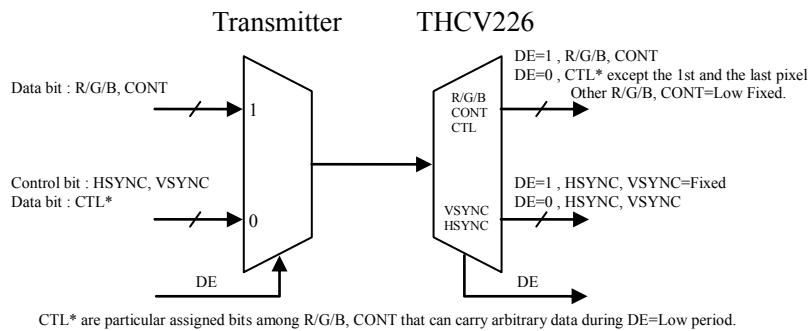 Transmitter
THCV226
DE=1 , R/G/B, CONT
DE=0 , CTL* except the 1st and the last pixel
Other R/G/B, CONT=Low Fixed.
Data bit : R/G/B, CONT
1
R/G/B
CONT
CTL
Control bit : HSYNC, VSYNC
Data bit : CTL*
0
VSYNC
HSYNC
DE=1 , HSYNC, VSYNC=Fixed
DE=0 , HSYNC, VSYNC
DE
DE
CTL* are particular assigned bits among R/G/B, CONT that can carry arbitrary data during DE=Low period.